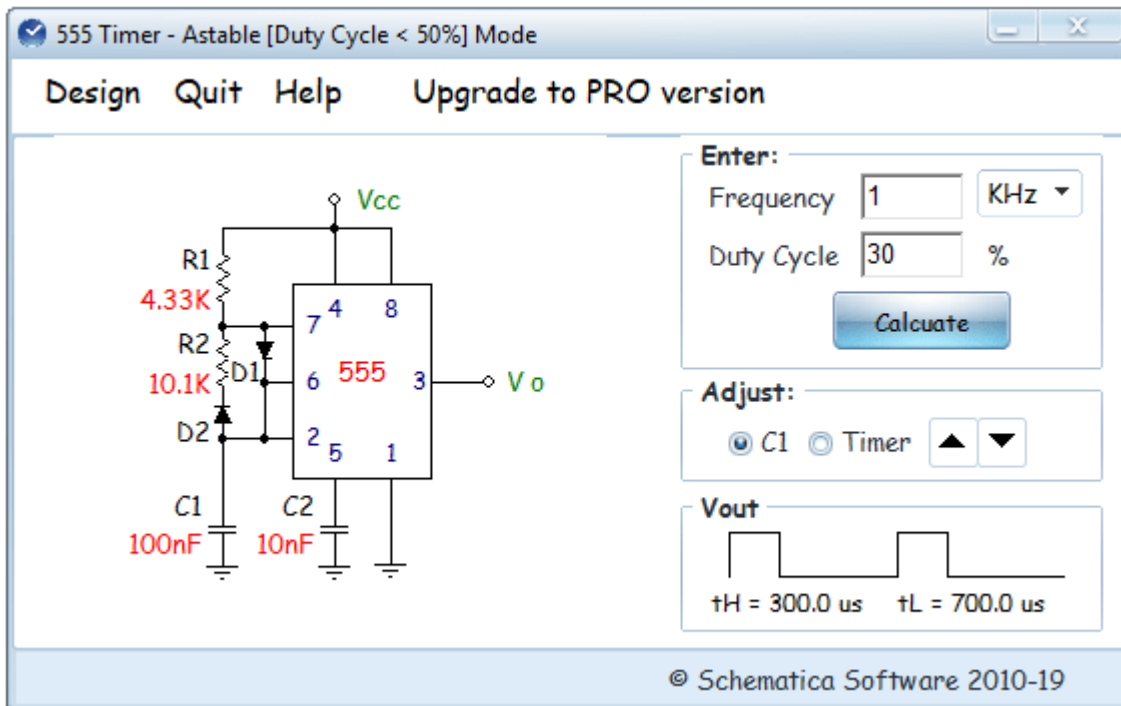 555 Timer - Astable [Duty Cycle < 50%] Mode
Design Quit Help Upgrade to PRO version
Vcc
R1
4.33K
R2
10.1K
D1
D2
C1
100nF
C2
10nF
4 8
7
6 555 3
2
5 1
V o
Enter:
Frequency 1 KHz
Duty Cycle 30 %
Calcuate
Adjust:
C1 Timer
Vout
tH = 300.0 us tL = 700.0 us
© Schematica Software 2010-19